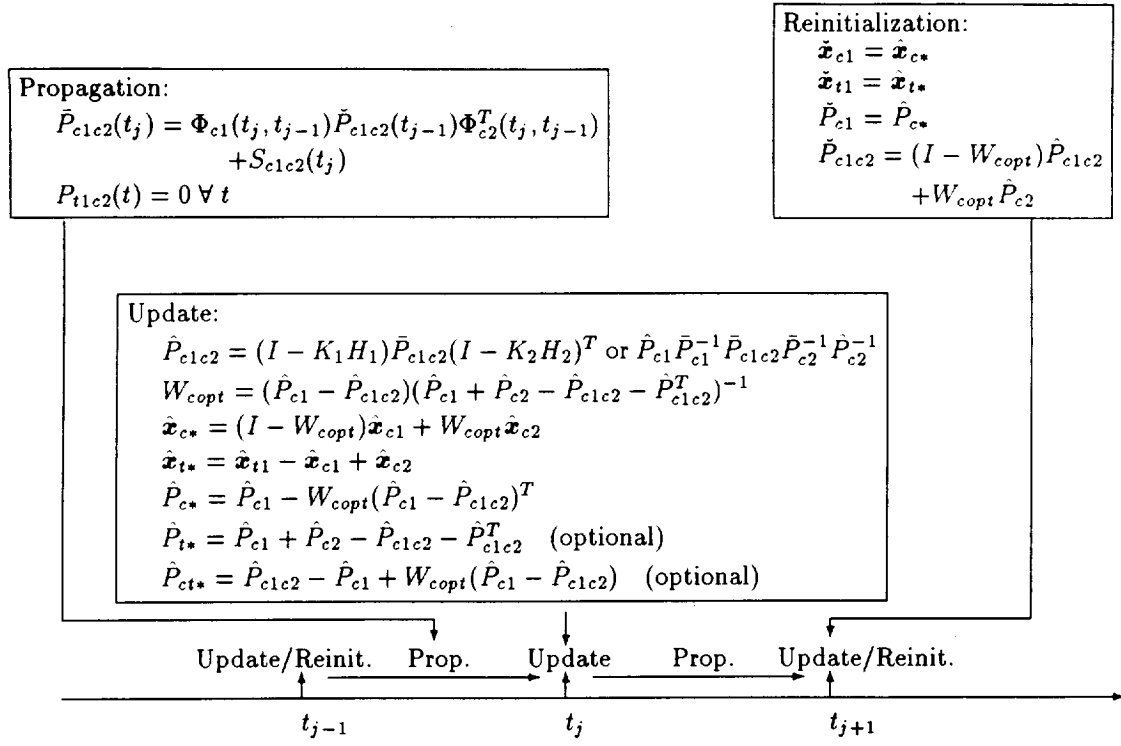 Reinitialization:
x̌_{c1} = x̂_{c*}
x̌_{t1} = x̂_{t*}
P̌_{c1} = P̂_{c*}
P̌_{c1c2} = (I − W_{copt})P̂_{c1c2}
+W_{copt}P̂_{c2}
Propagation:
P̄_{c1c2}(t_j) = Φ_{c1}(t_j, t_{j−1})P̌_{c1c2}(t_{j−1})Φ^T_{c2}(t_j, t_{j−1})
+S_{c1c2}(t_j)
P_{t1c2}(t) = 0 ∀ t
Update:
P̂_{c1c2} = (I − K_1H_1)P̄_{c1c2}(I − K_2H_2)^T or P̂_{c1}P̄^{−1}_{c1}P̄_{c1c2}P̄^{−1}_{c2}P̂^{−1}_{c2}
W_{copt} = (P̂_{c1} − P̂_{c1c2})(P̂_{c1} + P̂_{c2} − P̂_{c1c2} − P̂^T_{c1c2})^{−1}
x̂_{c*} = (I − W_{copt})x̂_{c1} + W_{copt}x̂_{c2}
x̂_{t*} = x̂_{t1} − x̂_{c1} + x̂_{c2}
P̂_{c*} = P̂_{c1} − W_{copt}(P̂_{c1} − P̂_{c1c2})^T
P̂_{t*} = P̂_{c1} + P̂_{c2} − P̂_{c1c2} − P̂^T_{c1c2} (optional)
P̂_{ct*} = P̂_{c1c2} − P̂_{c1} + W_{copt}(P̂_{c1} − P̂_{c1c2}) (optional)
Update/Reinit. Prop. Update Prop. Update/Reinit.
t_{j−1} t_j t_{j+1}